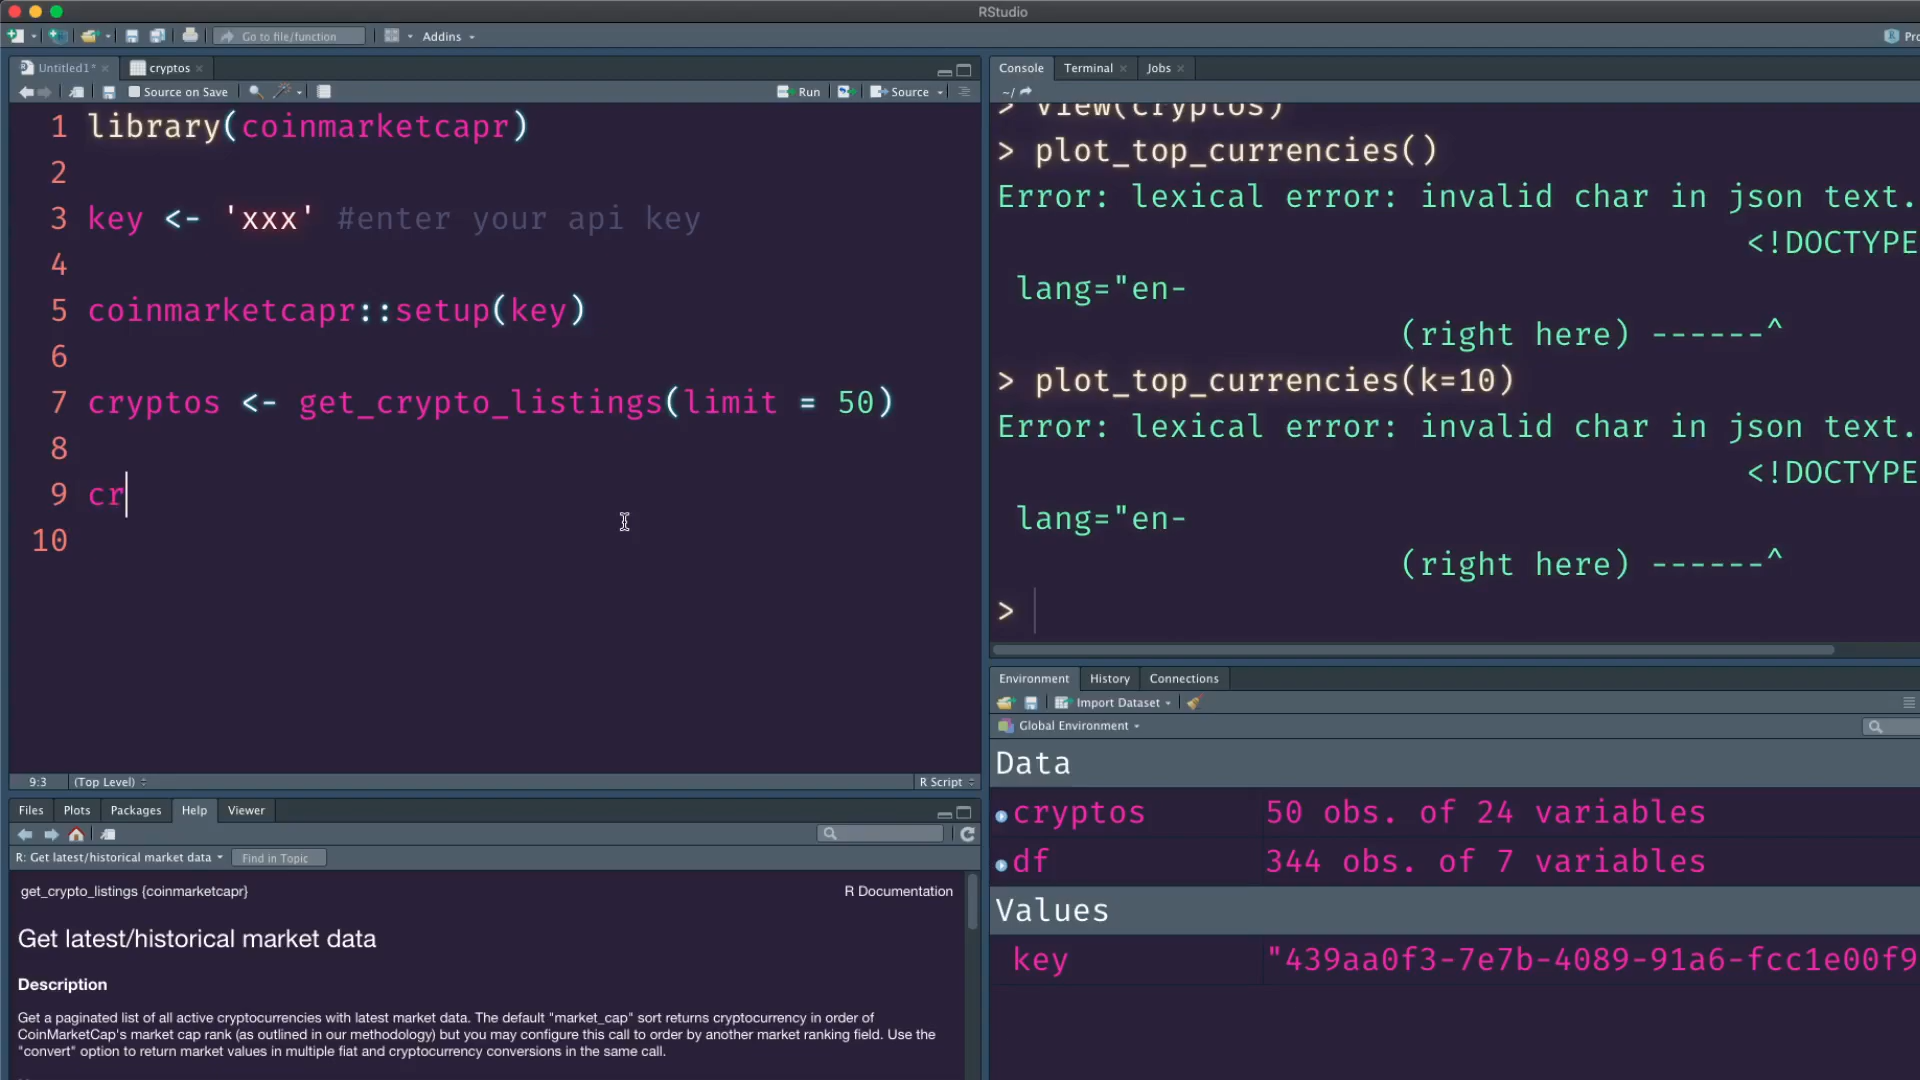 RStudio
Go to file/function
Addins
Untitled1*
cryptos
Source on Save
Run
Source
1 library(coinmarketcapr)
2
3 key <- 'xxx' #enter your api key
4
5 coinmarketcapr::setup(key)
6
7 cryptos <- get_crypto_listings(limit = 50)
8
9 cr
10
9:3
(Top Level)
R Script
Files
Plots
Packages
Help
Viewer
R: Get latest/historical market data
Find in Topic
get_crypto_listings {coinmarketcapr}
R Documentation
Get latest/historical market data
Description
Get a paginated list of all active cryptocurrencies with latest market data. The default "market_cap" sort returns cryptocurrency in order of
CoinMarketCap's market cap rank (as outlined in our methodology) but you may configure this call to order by another market ranking field. Use the
"convert" option to return market values in multiple fiat and cryptocurrency conversions in the same call.
Console
Terminal
Jobs
~/
> View(cryptos)
> plot_top_currencies()
Error: lexical error: invalid char in json text.
<!DOCTYPE
lang="en-
(right here) ------^
> plot_top_currencies(k=10)
Error: lexical error: invalid char in json text.
<!DOCTYPE
lang="en-
(right here) ------^
>
Environment
History
Connections
Import Dataset
Global Environment
Data
cryptos 50 obs. of 24 variables
df 344 obs. of 7 variables
Values
key "439aa0f3-7e7b-4089-91a6-fcc1e00f9